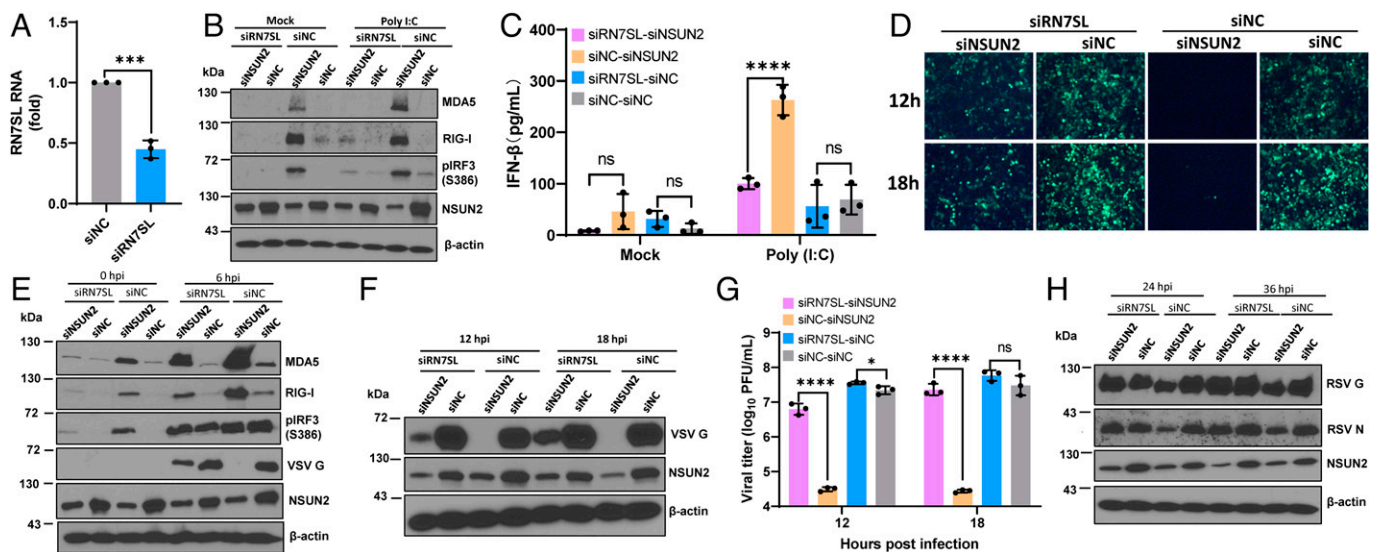 A
1.5
1.0
0.5
0.0
RN7SL RNA
(fold)
***
siNC
siRN7SL
B
Mock
Poly I:C
siRN7SL siNC siRN7SL siNC
siNSUN2 siNC siNSUN2 siNC siNSUN2 siNC siNSUN2 siNC
kDa
130
MDA5
130
RIG-I
72
pIRF3
(S386)
130
NSUN2
43
β-actin
C
siRN7SL-siNSUN2
siNC-siNSUN2
siRN7SL-siNC
siNC-siNC
400
300
200
100
0
IFN-β (pg/mL)
ns
ns
****
ns
Mock
Poly (I:C)
D
siRN7SL siNC
siNSUN2 siNC siNSUN2 siNC
12h
18h
E
0 hpi 6 hpi
siRN7SL siNC siRN7SL siNC
siNSUN2 siNC siNSUN2 siNC siNSUN2 siNC siNSUN2 siNC
kDa
130
MDA5
130
RIG-I
72
pIRF3
(S386)
72
VSV G
130
NSUN2
43
β-actin
F
12 hpi 18 hpi
siRN7SL siNC siRN7SL siNC
siNSUN2 siNC siNSUN2 siNC siNSUN2 siNC siNSUN2 siNC
kDa
72
VSV G
130
NSUN2
43
β-actin
G
siRN7SL-siNSUN2
siNC-siNSUN2
siRN7SL-siNC
siNC-siNC
9
8
7
6
5
4
Viral titer (log10 PFU/mL)
****
*
****
ns
12
18
Hours post infection
H
24 hpi 36 hpi
siRN7SL siNC siRN7SL siNC
siNSUN2 siNC siNSUN2 siNC siNSUN2 siNC siNSUN2 siNC
kDa
130
RSV G
43
RSV N
130
NSUN2
43
β-actin